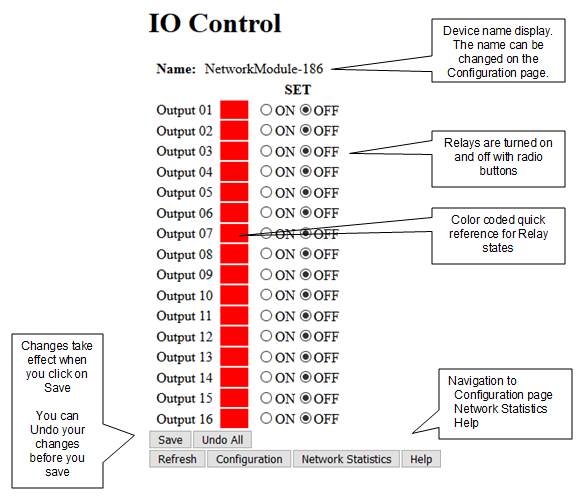 IO Control
Device name display.
The name can be
changed on the
Configuration page.
Name: NetworkModule-186
SET
Output 01 ON OFF
Output 02 ON OFF
Output 03 ON OFF
Relays are turned on
and off with radio
buttons
Output 04 ON OFF
Output 05 ON OFF
Output 06 ON OFF
Output 07 ON OFF
Color coded quick
reference for Relay
states
Output 08 ON OFF
Output 09 ON OFF
Output 10 ON OFF
Output 11 ON OFF
Output 12 ON OFF
Output 13 ON OFF
Output 14 ON OFF
Output 15 ON OFF
Output 16 ON OFF
Changes take
effect when
you click on
Save
You can
Undo your
changes
before you
save
Navigation to
Configuration page
Network Statistics
Help
Save Undo All
Refresh Configuration Network Statistics Help